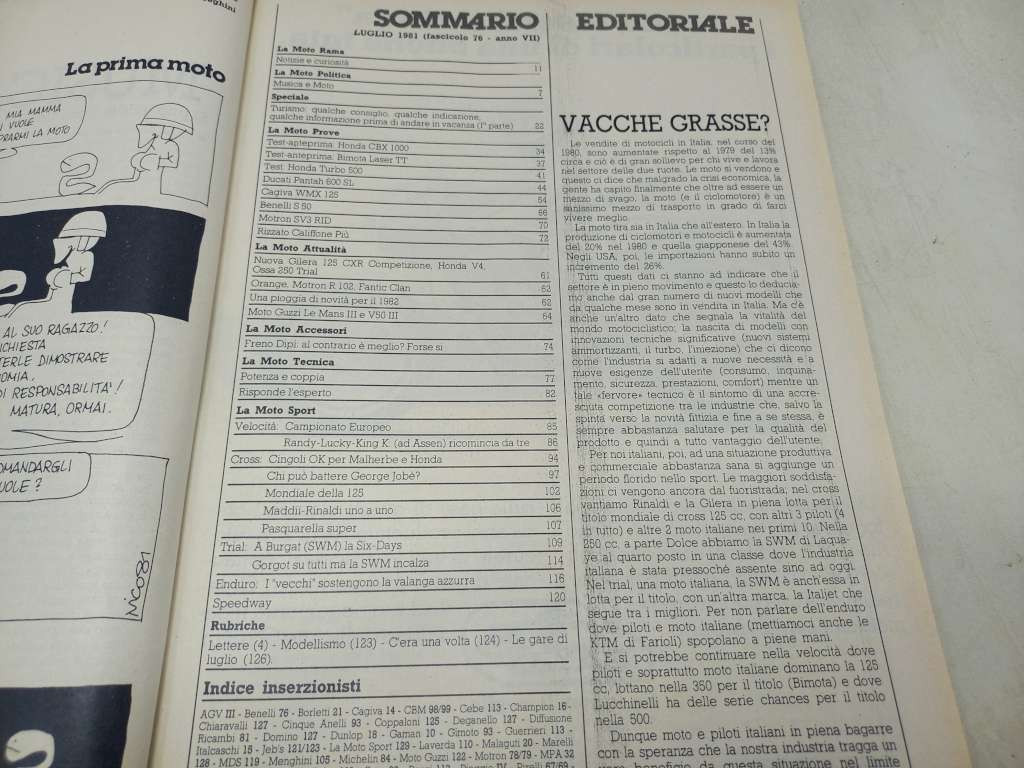 ghini
La prima moto
MIA MAMMA
VUOLE
PRARMI LA MOTO
AL SUO RAGAZZO!
ICHIESTA
TERLE DIMOSTRARE
OMIA,
DI RESPONSABILITA'!
MATURA, ORMAI.
OMANDARGLI
UOLE?
NICO81
SOMMARIO
LUGLIO 1981 (fascicolo 76 - anno VII)
La Moto Rama
Notizie e curiosità 11
La Moto Politica
Musica e Moto 7
Speciale
Turismo: qualche consiglio, qualche indicazione,
qualche informazione prima di andare in vacanza (1ª parte) 22
La Moto Prove
Test-anteprima: Honda CBX 1000 34
Test-anteprima: Bimota Laser TT 37
Test: Honda Turbo 500 41
Ducati Pantah 600 SL 44
Cagiva WMX 125 54
Benelli S 50 66
Motron SV3 RID 70
Rizzato Califfone Più 72
La Moto Attualità
Nuova Gilera 125 CXR Competizione, Honda V4,
Ossa 250 Trial 61
Orange, Motron R 102, Fantic Clan 63
Una pioggia di novità per il 1982 62
Moto Guzzi Le Mans III e V50 III 64
La Moto Accessori
Freno Dipi: al contrario è meglio? Forse si 74
La Moto Tecnica
Potenza e coppia 77
Risponde l'esperto 82
La Moto Sport
Velocità: Campionato Europeo 85
Randy-Lucky-King K (ad Assen) ricomincia da tre 86
Cross: Cingoli OK per Malherbe e Honda 94
Chi può battere George Jobè? 97
Mondiale della 125 102
Maddii-Rinaldi uno a uno 106
Pasquarella super 107
Trial: A Burgat (SWM) la Six-Days 109
Gorgot su tutti ma la SWM incalza 114
Enduro: I "vecchi" sostengono la valanga azzurra 116
Speedway 120
Rubriche
Lettere (4) - Modellismo (123) - C'era una volta (124) - Le gare di
luglio (126).
Indice inserzionisti
AGV III - Benelli 76 - Borletti 21 - Cagiva 14 - CBM 98/99 - Cebe 113 - Champion 16 -
Chiaravalli 127 - Cinque Anelli 93 - Coppaloni 125 - Deganello 127 - Diffusione
Ricambi 81 - Domino 127 - Dunlop 18 - Gaman 10 - Gimoto 93 - Guerrieri 113 -
Italcaschi 15 - Jeb's 121/123 - La Moto Sport 129 - Laverda 110 - Malaguti 20 - Marelli
128 - MDS 119 - Menghini 105 - Michelin 84 - Moto Guzzi 122 - Motron 78/79 - MPA 32
EDITORIALE
VACCHE GRASSE?
Le vendite di motocicli in Italia, nel corso del
1980, sono aumentate rispetto al 1979 del 13%
circa e ciò è di gran sollievo per chi vive e lavora
nel settore delle due ruote. Le moto si vendono e
questo ci dice che malgrado la crisi economica, la
gente ha capito finalmente che oltre ad essere un
mezzo di svago, la moto (e il ciclomotore) è un
sanissimo mezzo di trasporto in grado di farci
vivere meglio.
La moto tira sia in Italia che all'estero. In Italia la
produzione di ciclomotori e motocicli è aumentata
del 20% nel 1980 e quella giapponese del 43%.
Negli USA, poi, le importazioni hanno subito un
incremento del 26%.
Tutti questi dati ci stanno ad indicare che il
settore è in pieno movimento e questo lo deducia-
mo anche dal gran numero di nuovi modelli che
da qualche mese sono in vendita in Italia. Ma c'è
anche un'altro dato che segnala la vitalità del
mondo motociclistico; la nascita di modelli con
innovazioni tecniche significative (nuovi sistemi
ammortizzanti, il turbo, l'iniezione) che ci dicono
come l'industria si adatti a nuove necessità e a
nuove esigenze dell'utente (consumo, inquina-
mento, sicurezza, prestazioni, comfort) mentre un
tale «fervore» tecnico è il sintomo di una accre-
sciuta competizione tra le industrie che, salvo la
spinta verso la novità fittizia e fine a se stessa, è
sempre abbastanza salutare per la qualità del
prodotto e quindi a tutto vantaggio dell'utente.
Per noi italiani, poi, ad una situazione produttiva
e commerciale abbastanza sana si aggiunge un
periodo florido nello sport. Le maggiori soddisfa-
zioni ci vengono ancora dal fuoristrada, nel cross
vantiamo Rinaldi e la Gilera in piena lotta per il
titolo mondiale di cross 125 cc, con altri 3 piloti (4
in tutto) e altre 2 moto italiane nei primi 10. Nella
250 cc, a parte Dolce abbiamo la SWM di Laqua-
ye al quarto posto in una classe dove l'industria
italiana è stata pressoché assente sino ad oggi.
Nel trial, una moto italiana, la SWM è anch'essa in
lotta per il titolo, con un'altra marca, la Italjet che
segue tra i migliori. Per non parlare dell'enduro
dove piloti e moto italiane (mettiamoci anche le
KTM di Farioli) spopolano a piene mani.
E si potrebbe continuare nella velocità dove
piloti e soprattutto moto italiane dominano la 125
cc, lottano nella 350 per il titolo (Bimota) e dove
Lucchinelli ha delle serie chances per il titolo
nella 500.
Dunque moto e piloti italiani in piena bagarre
con la speranza che la nostra industria tragga un
vero beneficio da questa situazione nel limite